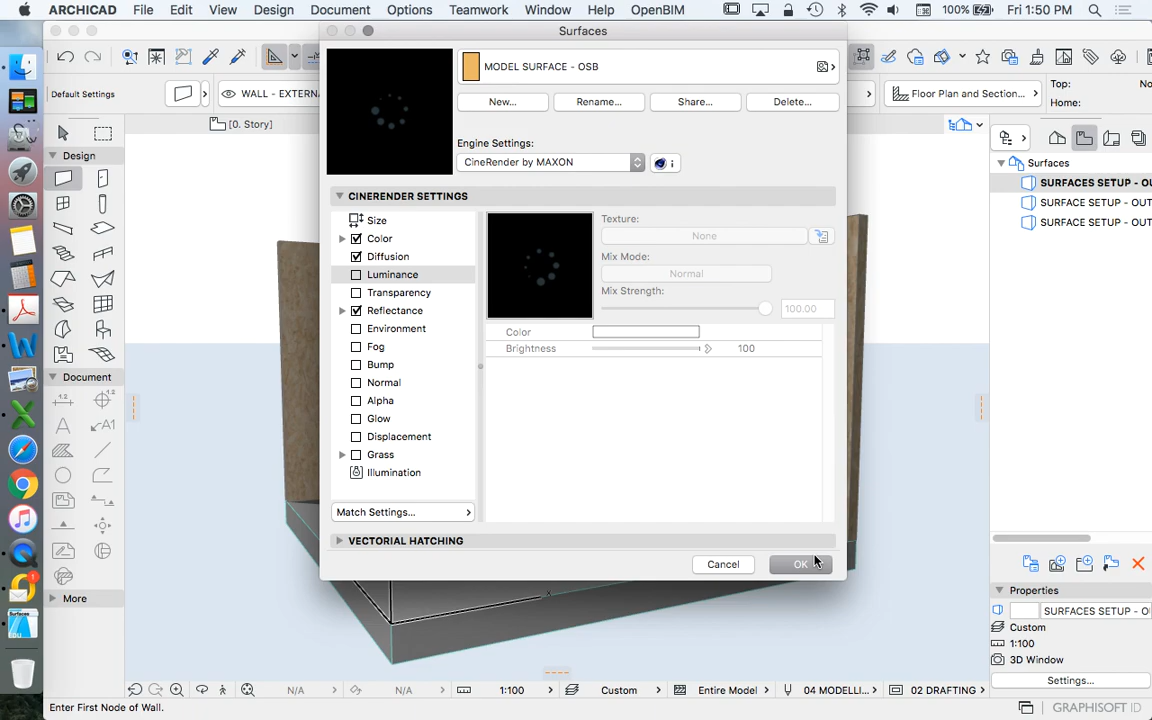 ARCHICAD File Edit View Design Document Options Teamwork Window Help OpenBIM 100% Fri 1:50 PM
Surfaces
Default Settings
WALL - EXTERNA
Floor Plan and Section...
Top:
No
Home:
[0. Story]
MODEL SURFACE - OSB
New...
Rename...
Share...
Delete...
Engine Settings:
CineRender by MAXON
i
CINERENDER SETTINGS
Size
Color
Diffusion
Luminance
Transparency
Reflectance
Environment
Fog
Bump
Normal
Alpha
Glow
Displacement
Grass
Illumination
Match Settings...
Texture:
None
Mix Mode:
Normal
Mix Strength:
100.00
Color
Brightness
100
VECTORIAL HATCHING
Cancel
OK
Design
Document
More
Surfaces
SURFACES SETUP - OU
SURFACE SETUP - OUT
SURFACE SETUP - OUT
Properties
SURFACES SETUP - O
Custom
1:100
3D Window
Settings...
N/A
N/A
1:100
Custom
Entire Model
04 MODELLI...
02 DRAFTING
Enter First Node of Wall.
GRAPHISOFT ID